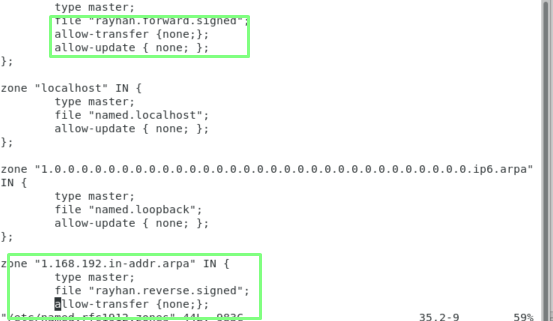 type master;
file "rayhan.forward.signed";
allow-transfer {none;};
allow-update { none; };
};
zone "localhost" IN {
type master;
file "named.localhost";
allow-update { none; };
};
zone "1.0.0.0.0.0.0.0.0.0.0.0.0.0.0.0.0.0.0.0.0.0.0.0.0.0.0.0.0.0.0.0.ip6.arpa"
IN {
type master;
file "named.loopback";
allow-update { none; };
};
zone "1.168.192.in-addr.arpa" IN {
type master;
file "rayhan.reverse.signed";
allow-transfer {none;};
"/etc/named.rfc1912.zones" 44L, 983C 35,2-9 59%